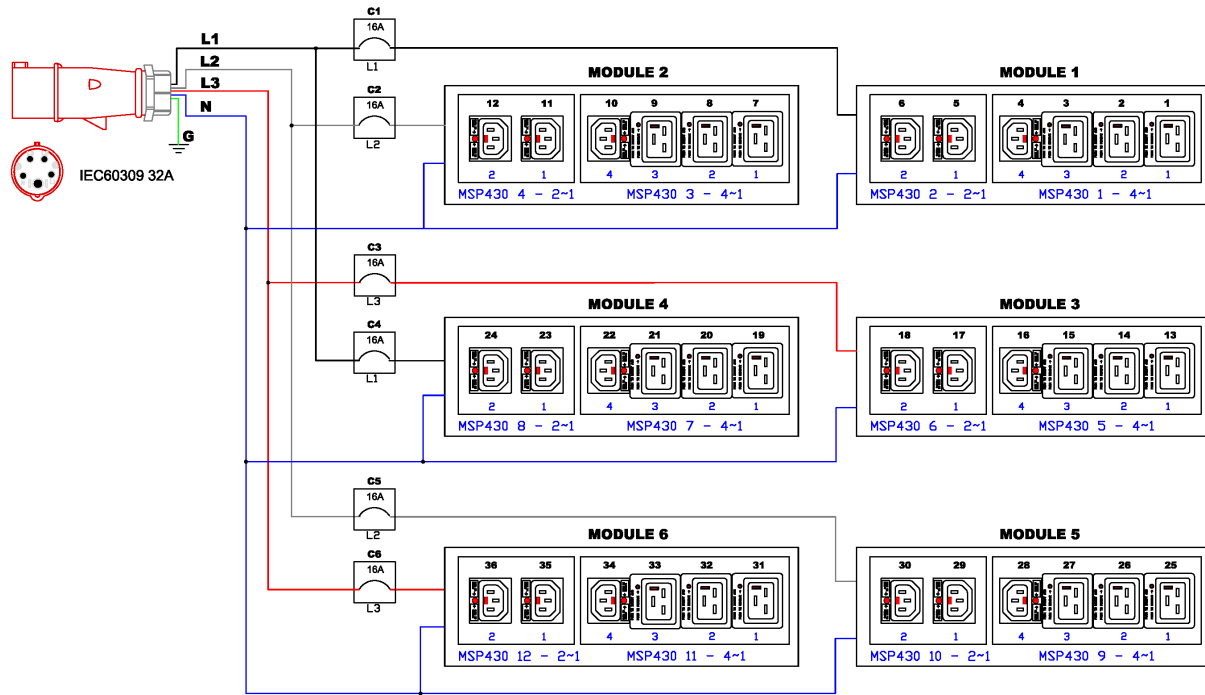 L1
L2
L3
N
G
IEC60309 32A
C1
16A
L1
C2
16A
L2
MODULE 2
12 11 10 9 8 7
2 1 4 3 2 1
MSP430 4 - 2~1 MSP430 3 - 4~1
MODULE 1
6 5 4 3 2 1
2 1 4 3 2 1
MSP430 2 - 2~1 MSP430 1 - 4~1
C3
16A
L3
C4
16A
L1
MODULE 4
24 23 22 21 20 19
2 1 4 3 2 1
MSP430 8 - 2~1 MSP430 7 - 4~1
MODULE 3
18 17 16 15 14 13
2 1 4 3 2 1
MSP430 6 - 2~1 MSP430 5 - 4~1
C5
16A
L2
C6
16A
L3
MODULE 6
36 35 34 33 32 31
2 1 4 3 2 1
MSP430 12 - 2~1 MSP430 11 - 4~1
MODULE 5
30 29 28 27 26 25
2 1 4 3 2 1
MSP430 10 - 2~1 MSP430 9 - 4~1